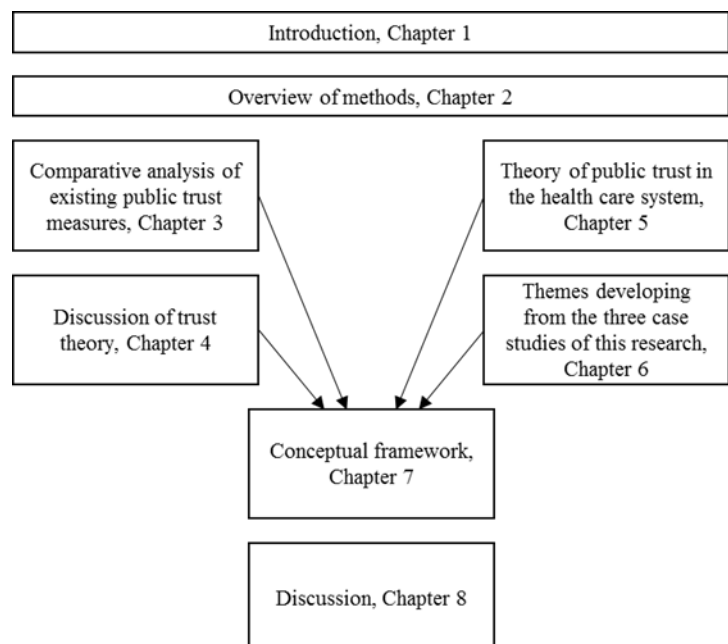 Introduction, Chapter 1
Overview of methods, Chapter 2
Comparative analysis of
existing public trust
measures, Chapter 3
Theory of public trust in
the health care system,
Chapter 5
Discussion of trust
theory, Chapter 4
Themes developing
from the three case
studies of this research,
Chapter 6
Conceptual framework,
Chapter 7
Discussion, Chapter 8